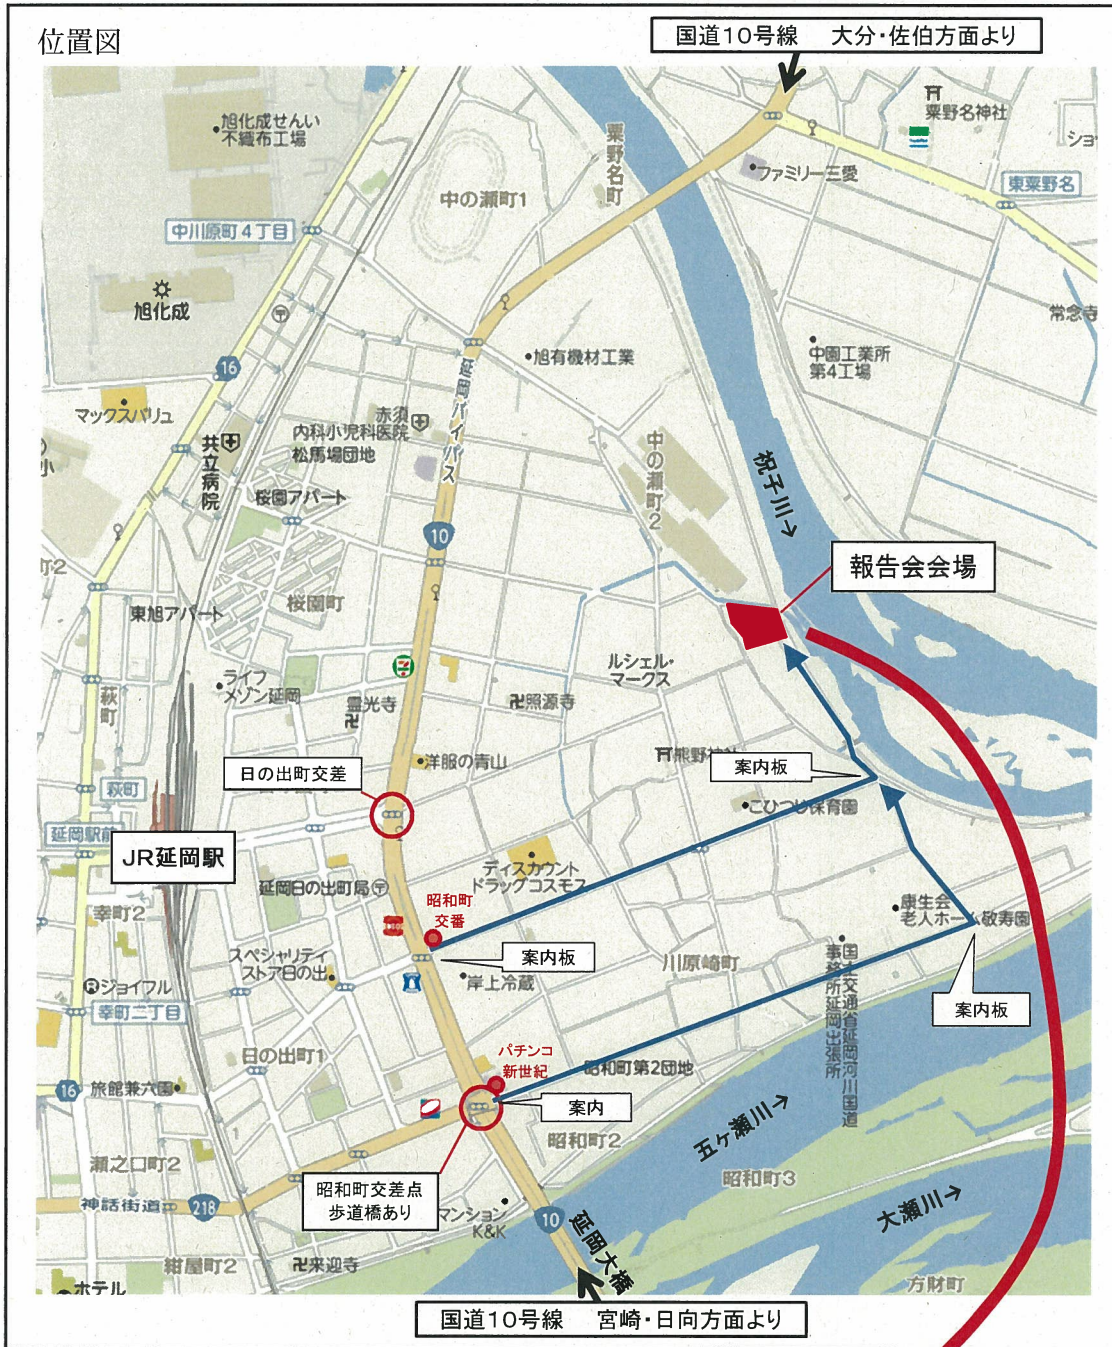 位置図
国道10号線 大分・佐伯方面より
旭化成せんい
不織布工場
中の瀬町1
粟野名町
粟野名神社
ショ
ファミリー三愛
東粟野名
中川原町4丁目
旭化成
常念寺
16
旭有機材工業
中園工業所
第4工場
延岡バイパス
マックスバリュ
赤須
内科小児科医院
松馬場団地
共立病院
小
中の瀬町2
祝子川→
桜園アパート
10
報告会会場
町2
桜園町
東旭アパート
ルシェル・
マークス
ライフ
メゾン延岡
霊光寺
卍照源寺
萩町
熊野神社
洋服の青山
日の出町交差
案内板
萩町
こひつじ保育園
延岡駅前
JR延岡駅
ディスカウント
ドラッグコスモス
延岡日の出町局
昭和町
交番
康生会
老人ホーム敬寿園
幸町2
スペシャリティ
ストア日の出
案内板
川原崎町
国土交通省延岡河川国道
事務所延岡出張所
岸上冷蔵
ジョイフル
案内板
幸町二丁目
日の出町1
パチンコ
新世紀
昭和町第2団地
16
旅館兼六園
案内
五ヶ瀬川→
昭和町2
瀬之口町2
昭和町3
昭和町交差点
歩道橋あり
神話街道
218
マンション
K&K
10
延岡大橋
大瀬川→
紺屋町2
卍来迎寺
方財町
ホテル
国道10号線 宮崎・日向方面より